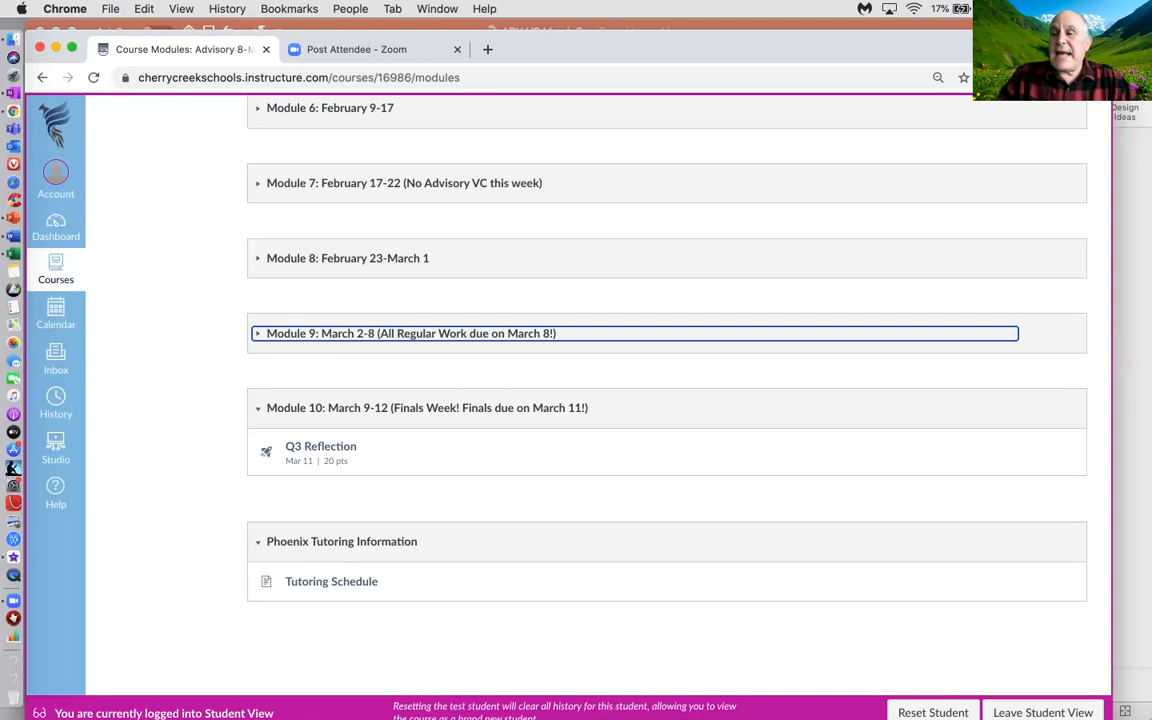 Chrome File Edit View History Bookmarks People Tab Window Help
17%
Course Modules: Advisory 8-M
Post Attendee - Zoom
cherrycreekschools.instructure.com/courses/16986/modules
Design
Ideas
Module 6: February 9-17
Account
Module 7: February 17-22 (No Advisory VC this week)
Dashboard
Module 8: February 23-March 1
Courses
Calendar
Module 9: March 2-8 (All Regular Work due on March 8!)
Inbox
History
Module 10: March 9-12 (Finals Week! Finals due on March 11!)
Q3 Reflection
Mar 11 | 20 pts
Studio
Help
Phoenix Tutoring Information
Tutoring Schedule
You are currently logged into Student View
Resetting the test student will clear all history for this student, allowing you to view
the course as a brand new student.
Reset Student
Leave Student View